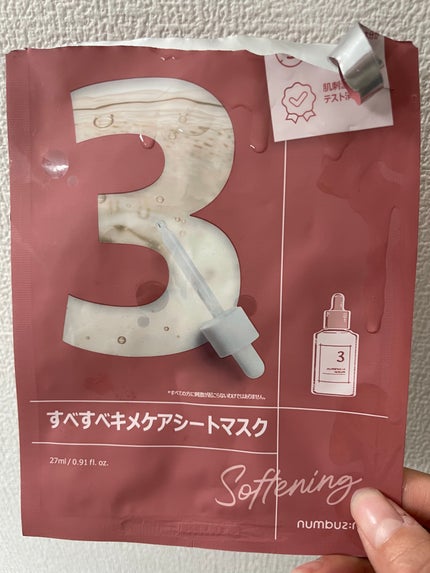 肌刺激
テスト済
3
3
*すべての方に刺激が起こらないわけではありません。
すべすべキメケアシートマスク
27ml / 0.91 fl. oz.
Softening
numbuz:n